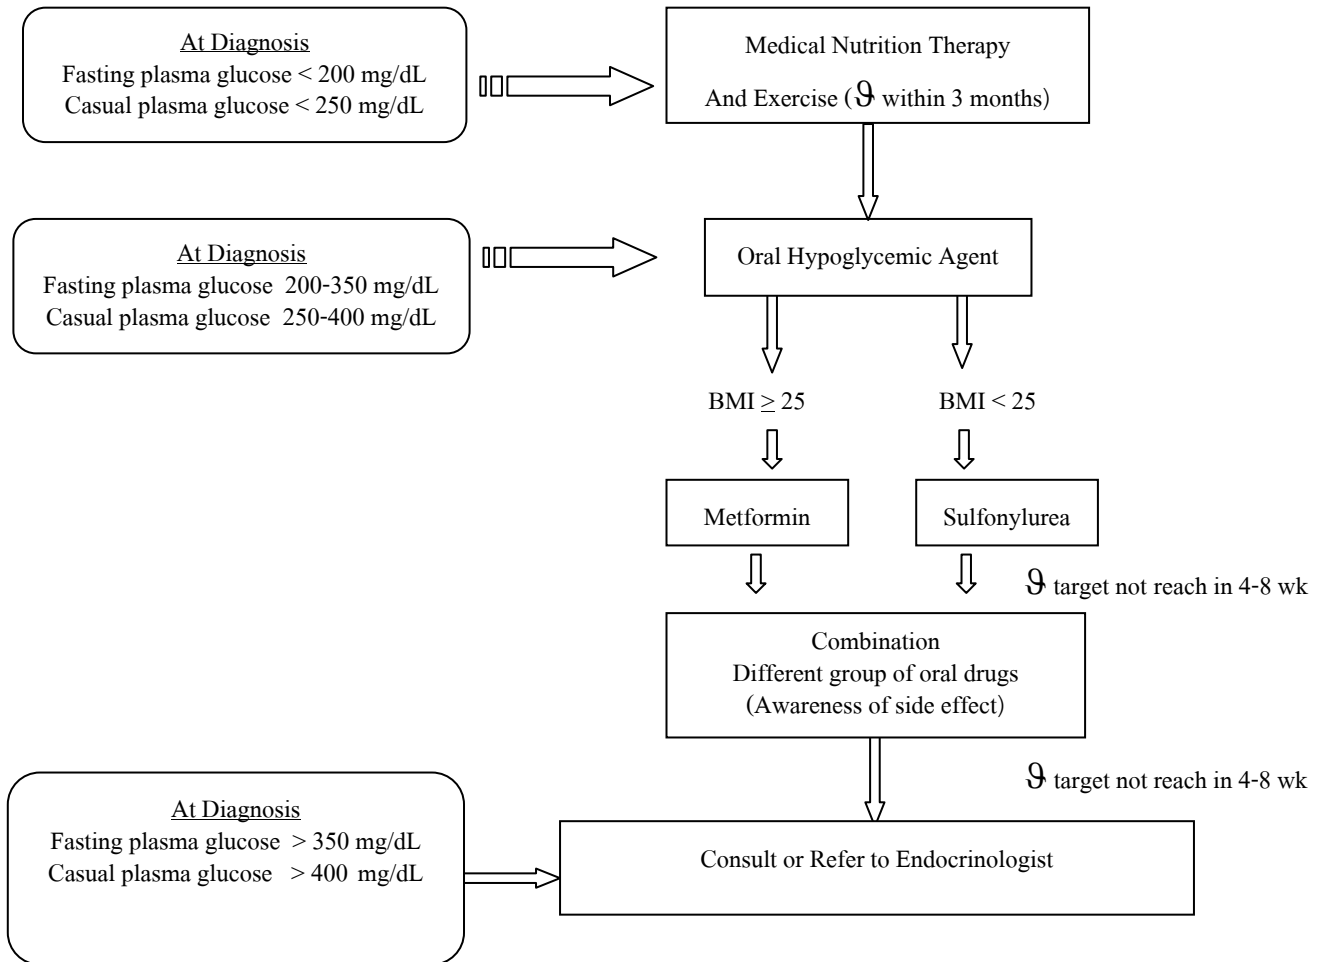 At Diagnosis
Fasting plasma glucose < 200 mg/dL
Casual plasma glucose < 250 mg/dL
Medical Nutrition Therapy
And Exercise (ϑ within 3 months)
At Diagnosis
Fasting plasma glucose 200-350 mg/dL
Casual plasma glucose 250-400 mg/dL
Oral Hypoglycemic Agent
BMI ≥ 25
BMI < 25
Metformin
Sulfonylurea
ϑ target not reach in 4-8 wk
Combination
Different group of oral drugs
(Awareness of side effect)
ϑ target not reach in 4-8 wk
At Diagnosis
Fasting plasma glucose > 350 mg/dL
Casual plasma glucose > 400 mg/dL
Consult or Refer to Endocrinologist